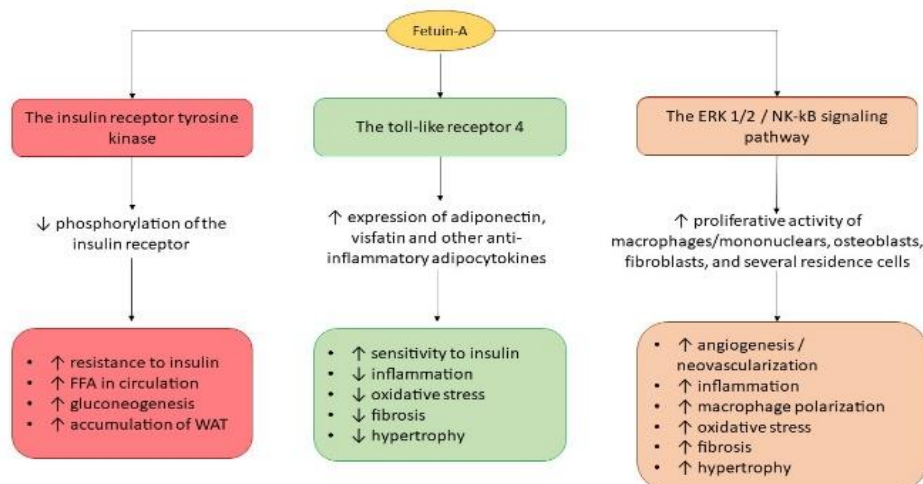 Fetuin-A
The insulin receptor tyrosine
kinase
The toll-like receptor 4
The ERK 1/2 / NK-kB signaling
pathway
↓ phosphorylation of the
insulin receptor
↑ expression of adiponectin,
visfatin and other anti-
inflammatory adipocytokines
↑ proliferative activity of
macrophages/mononuclears, osteoblasts,
fibroblasts, and several residence cells
• ↑ resistance to insulin
• ↑ FFA in circulation
• ↑ gluconeogenesis
• ↑ accumulation of WAT
• ↑ sensitivity to insulin
• ↓ inflammation
• ↓ oxidative stress
• ↓ fibrosis
• ↓ hypertrophy
• ↑ angiogenesis /
neovascularization
• ↑ inflammation
• ↑ macrophage polarization
• ↑ oxidative stress
• ↑ fibrosis
• ↑ hypertrophy